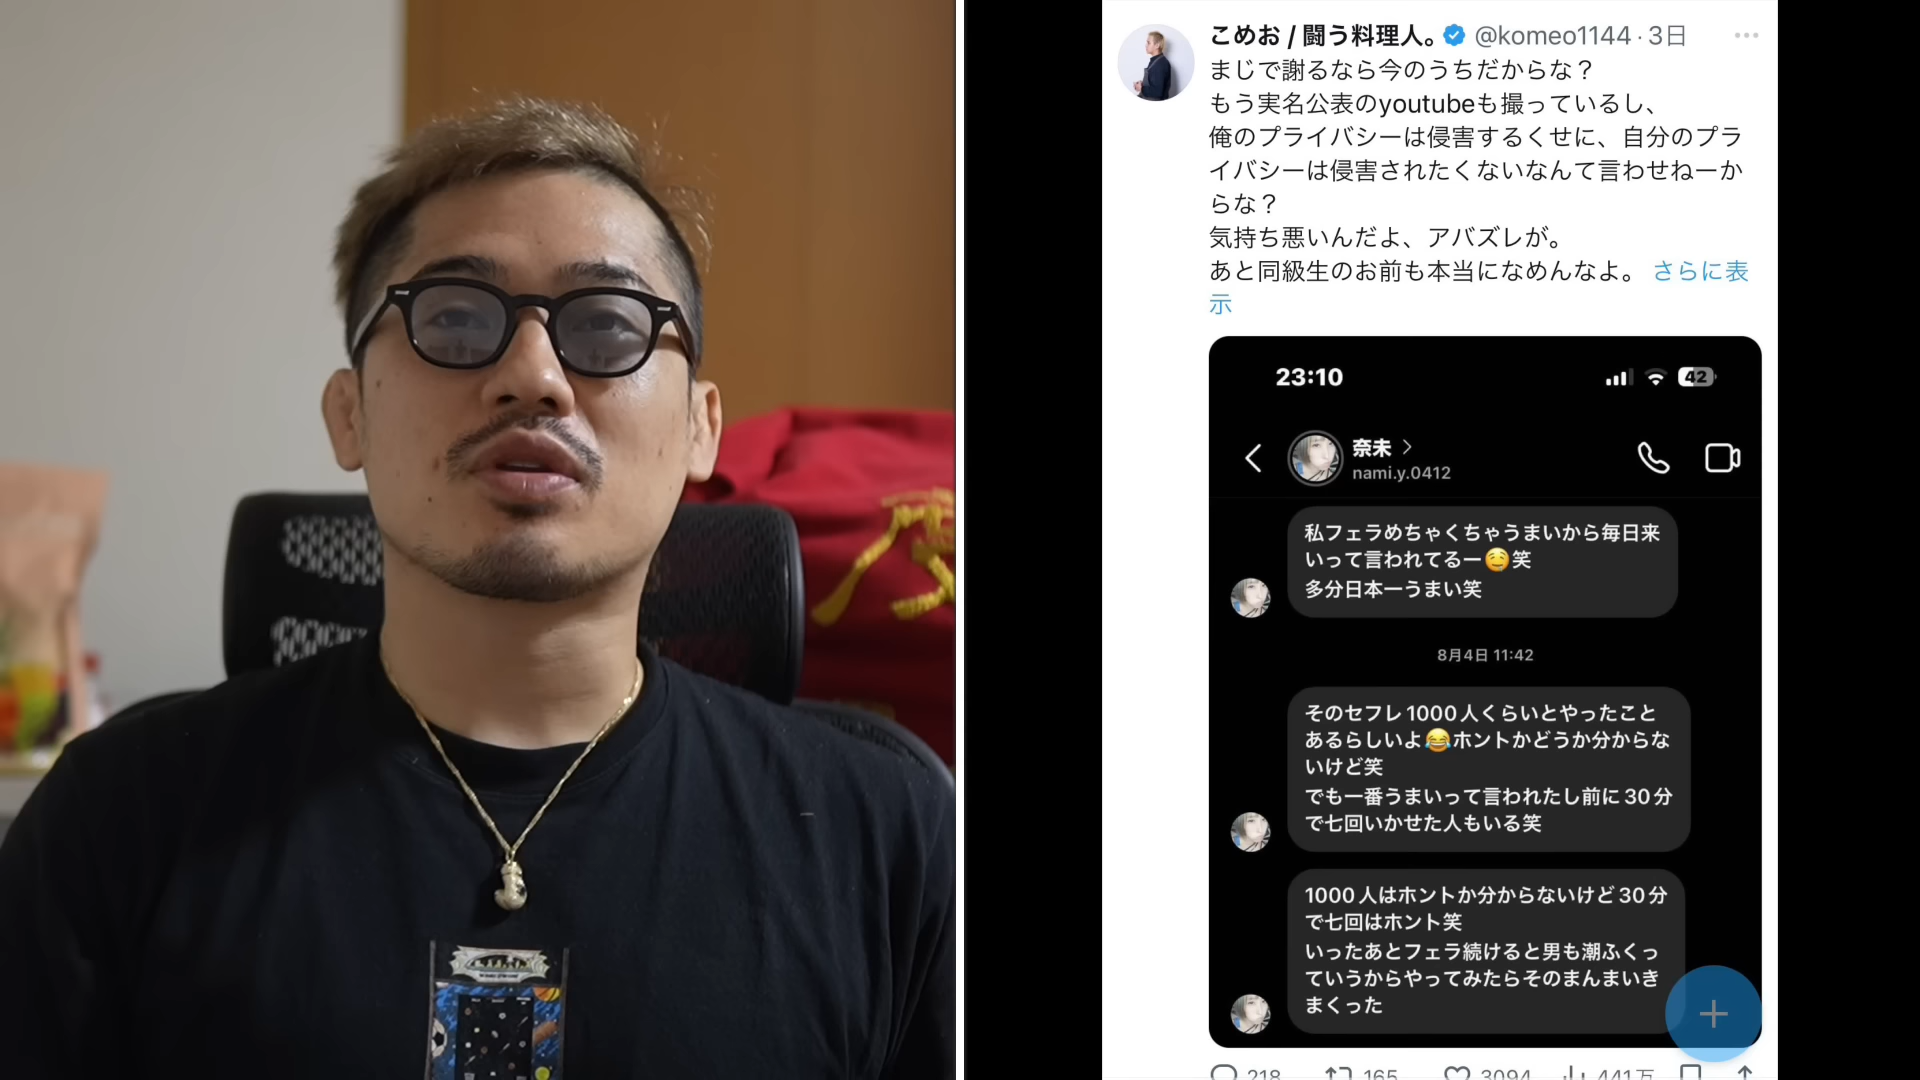 こめお / 闘う料理人。 @komeo1144 · 3日
まじで謝るなら今のうちだからな？
もう実名公表のyoutubeも撮っているし、
俺のプライバシーは侵害するくせに、自分のプラ
イバシーは侵害されたくないなんて言わせねーか
らな？
気持ち悪いんだよ、アバズレが。
あと同級生のお前も本当になめんなよ。 さらに表
示
23:10
42
奈未
nami.y.0412
私フェラめちゃくちゃうまいから毎日来
いって言われてるー🤤笑
多分日本一うまい笑
8月4日 11:42
そのセフレ1000人くらいとやったこと
あるらしいよ😂ホントかどうか分からな
いけど笑
でも一番うまいって言われたし前に30分
で七回いかせた人もいる笑
1000人はホントか分からないけど30分
で七回はホント笑
いったあとフェラ続けると男も潮ふくっ
ていうからやってみたらそのまんまいき
まくった
218 165 3094 441万